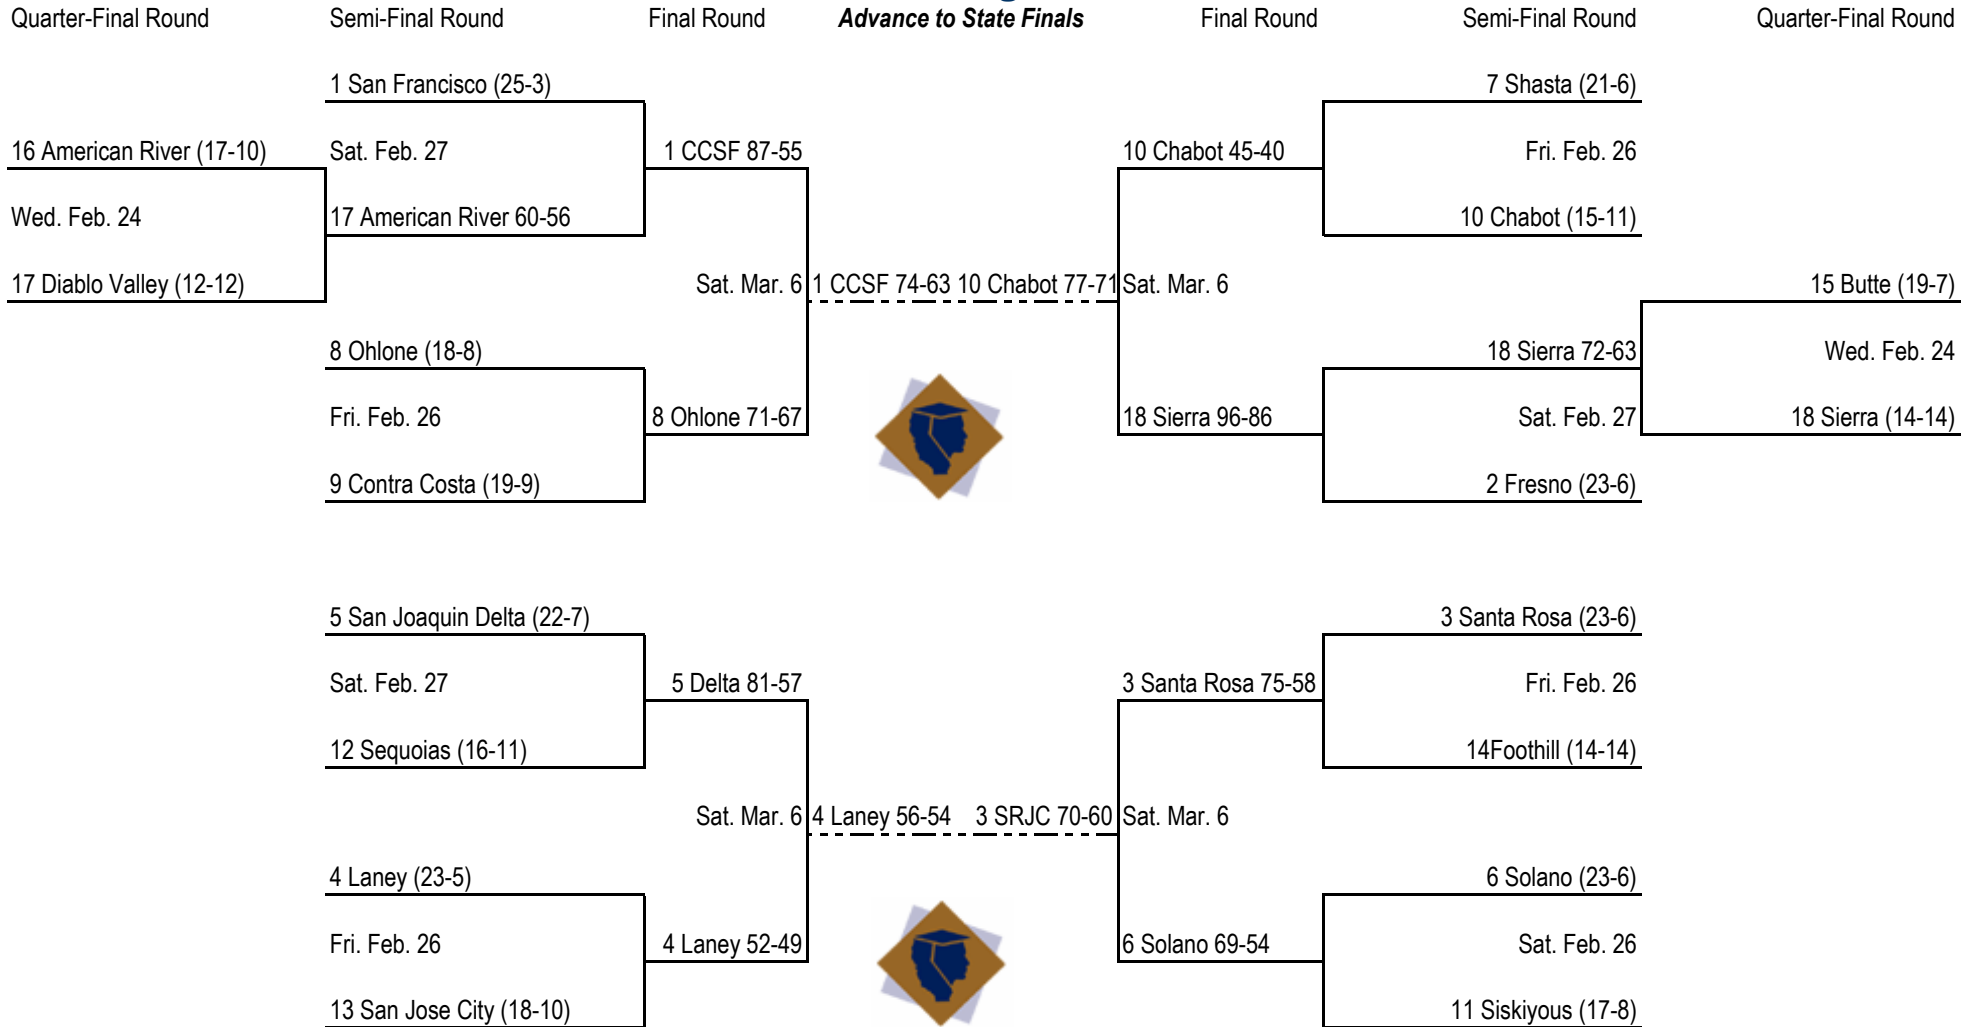 Quarter-Final Round Semi-Final Round Final Round Advance to State Finals Final Round Semi-Final Round Quarter-Final Round
1 San Francisco (25-3) 7 Shasta (21-6)
16 American River (17-10) Sat. Feb. 27 1 CCSF 87-55 10 Chabot 45-40 Fri. Feb. 26
Wed. Feb. 24 17 American River 60-56 10 Chabot (15-11)
17 Diablo Valley (12-12) Sat. Mar. 6 1 CCSF 74-63 10 Chabot 77-71 Sat. Mar. 6 15 Butte (19-7)
8 Ohlone (18-8) 18 Sierra 72-63 Wed. Feb. 24
Fri. Feb. 26 8 Ohlone 71-67 18 Sierra 96-86 Sat. Feb. 27 18 Sierra (14-14)
9 Contra Costa (19-9) 2 Fresno (23-6)
5 San Joaquin Delta (22-7) 3 Santa Rosa (23-6)
Sat. Feb. 27 5 Delta 81-57 3 Santa Rosa 75-58 Fri. Feb. 26
12 Sequoias (16-11) 14Foothill (14-14)
Sat. Mar. 6 4 Laney 56-54 3 SRJC 70-60 Sat. Mar. 6
4 Laney (23-5) 6 Solano (23-6)
Fri. Feb. 26 4 Laney 52-49 6 Solano 69-54 Sat. Feb. 26
13 San Jose City (18-10) 11 Siskiyous (17-8)